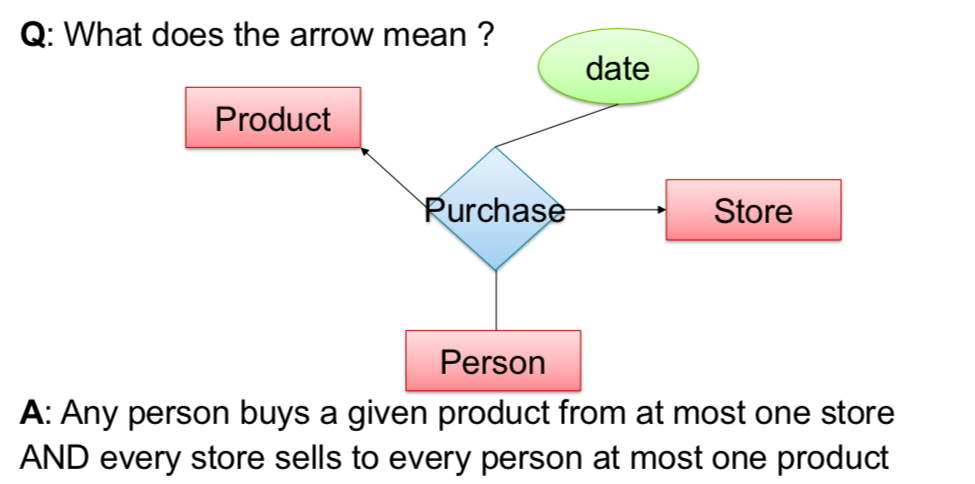 Q: What does the arrow mean ?
date
Product
Purchase
Store
Person
A: Any person buys a given product from at most one store
AND every store sells to every person at most one product